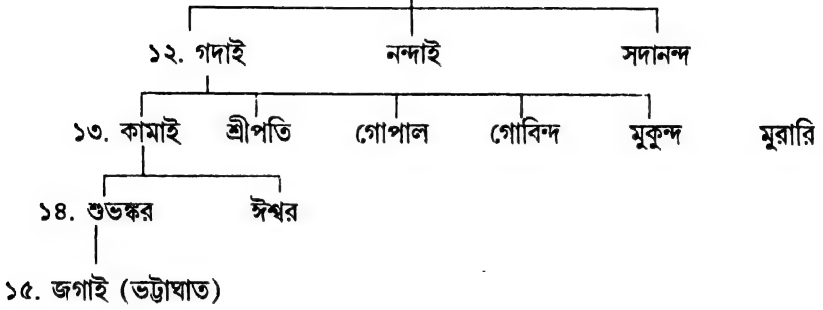 ১২. গদাই নন্দাই সদানন্দ
১৩. কামাই শ্রীপতি গোপাল গোবিন্দ মুকুন্দ মুরারি
১৪. শুভঙ্কর ঈশ্বর
১৫. জগাই (ভট্টাঘাত)